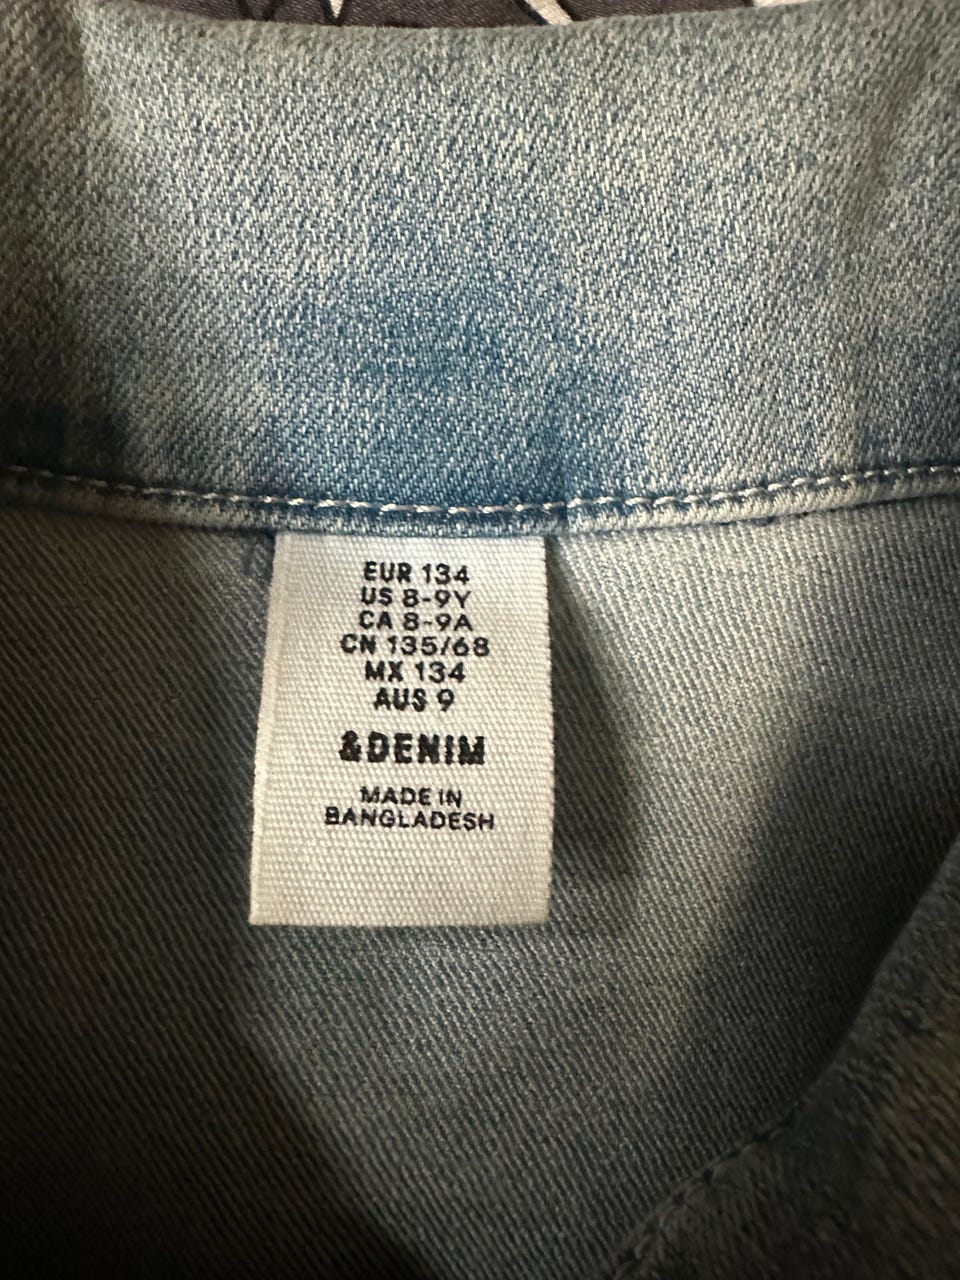 EUR 134
US 8-9Y
CA 8-9A
CN 135/68
MX 134
AUS 9
&DENIM
MADE IN
BANGLADESH